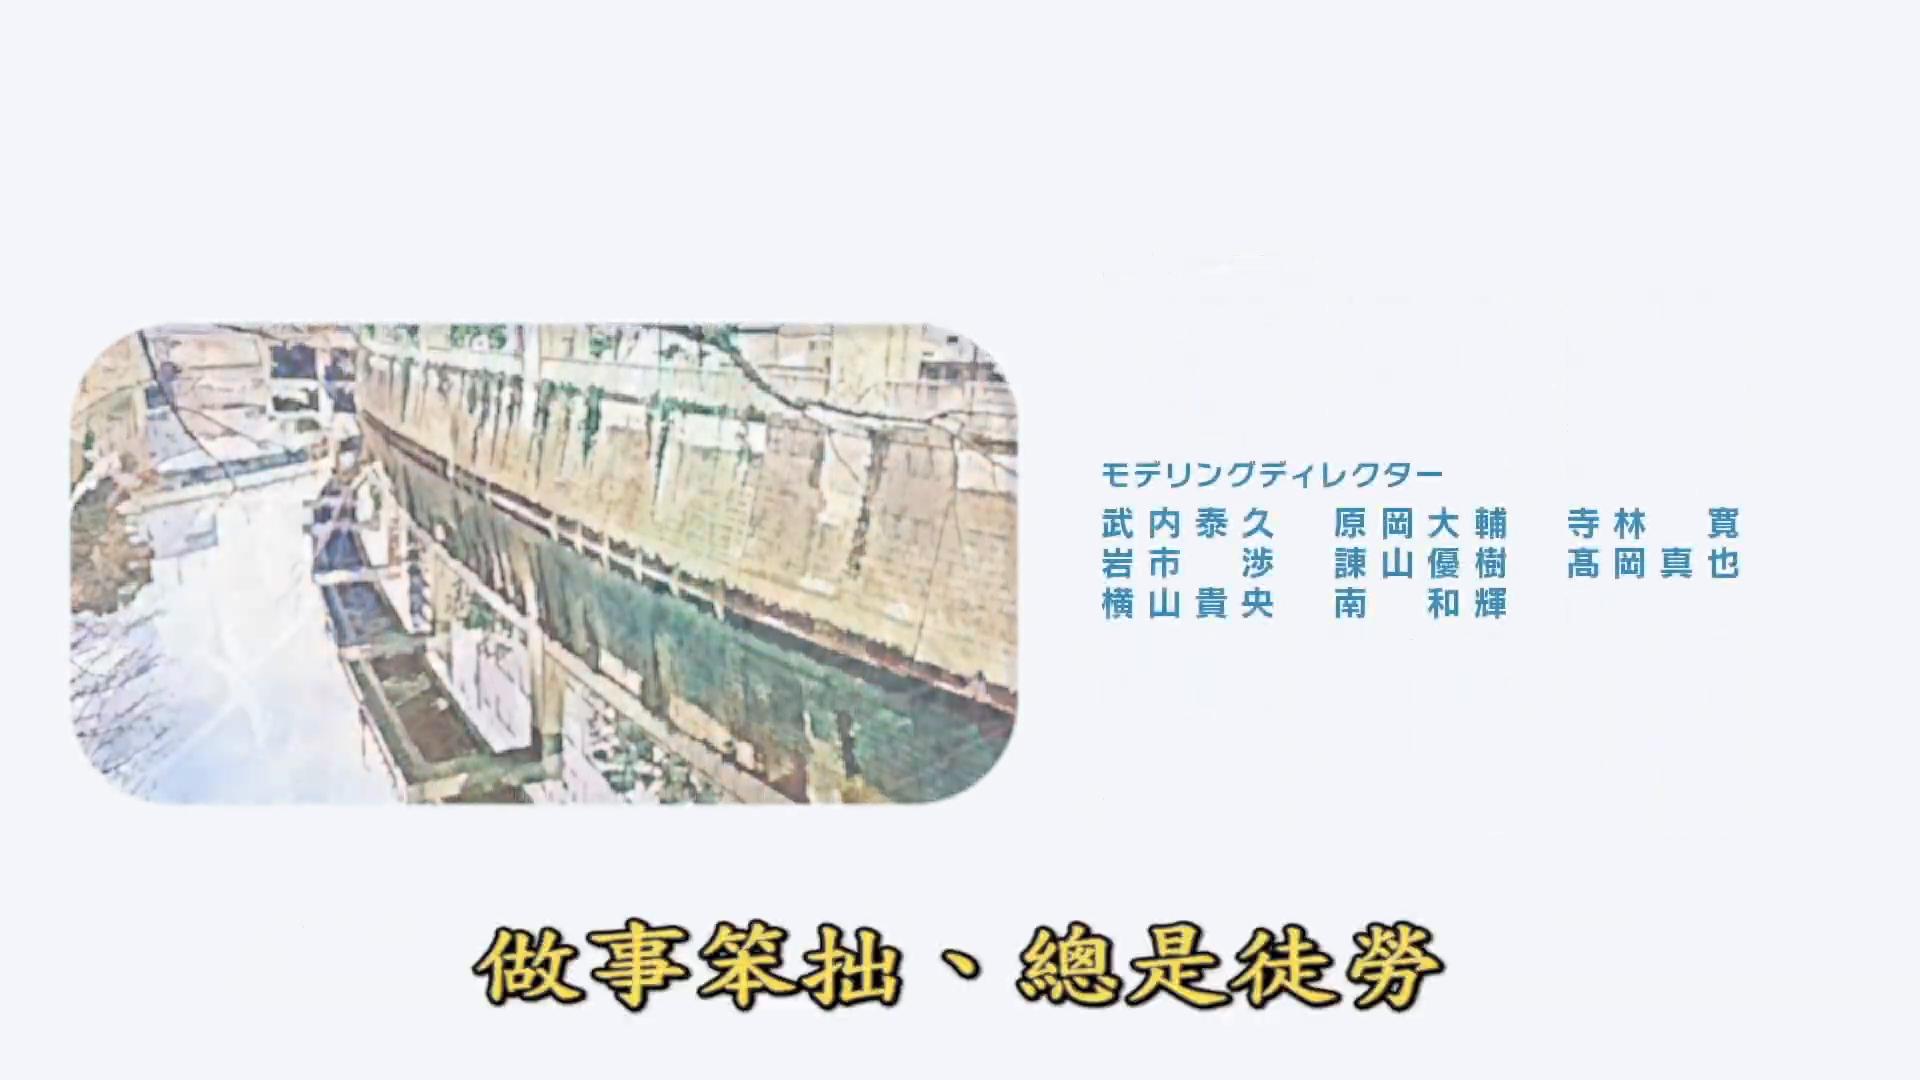 モデリングディレクター
武内泰久　原岡大輔　寺林　寛
岩市　渉　諫山優樹　髙岡真也
横山貴央　南　和輝
做事笨拙、總是徒勞